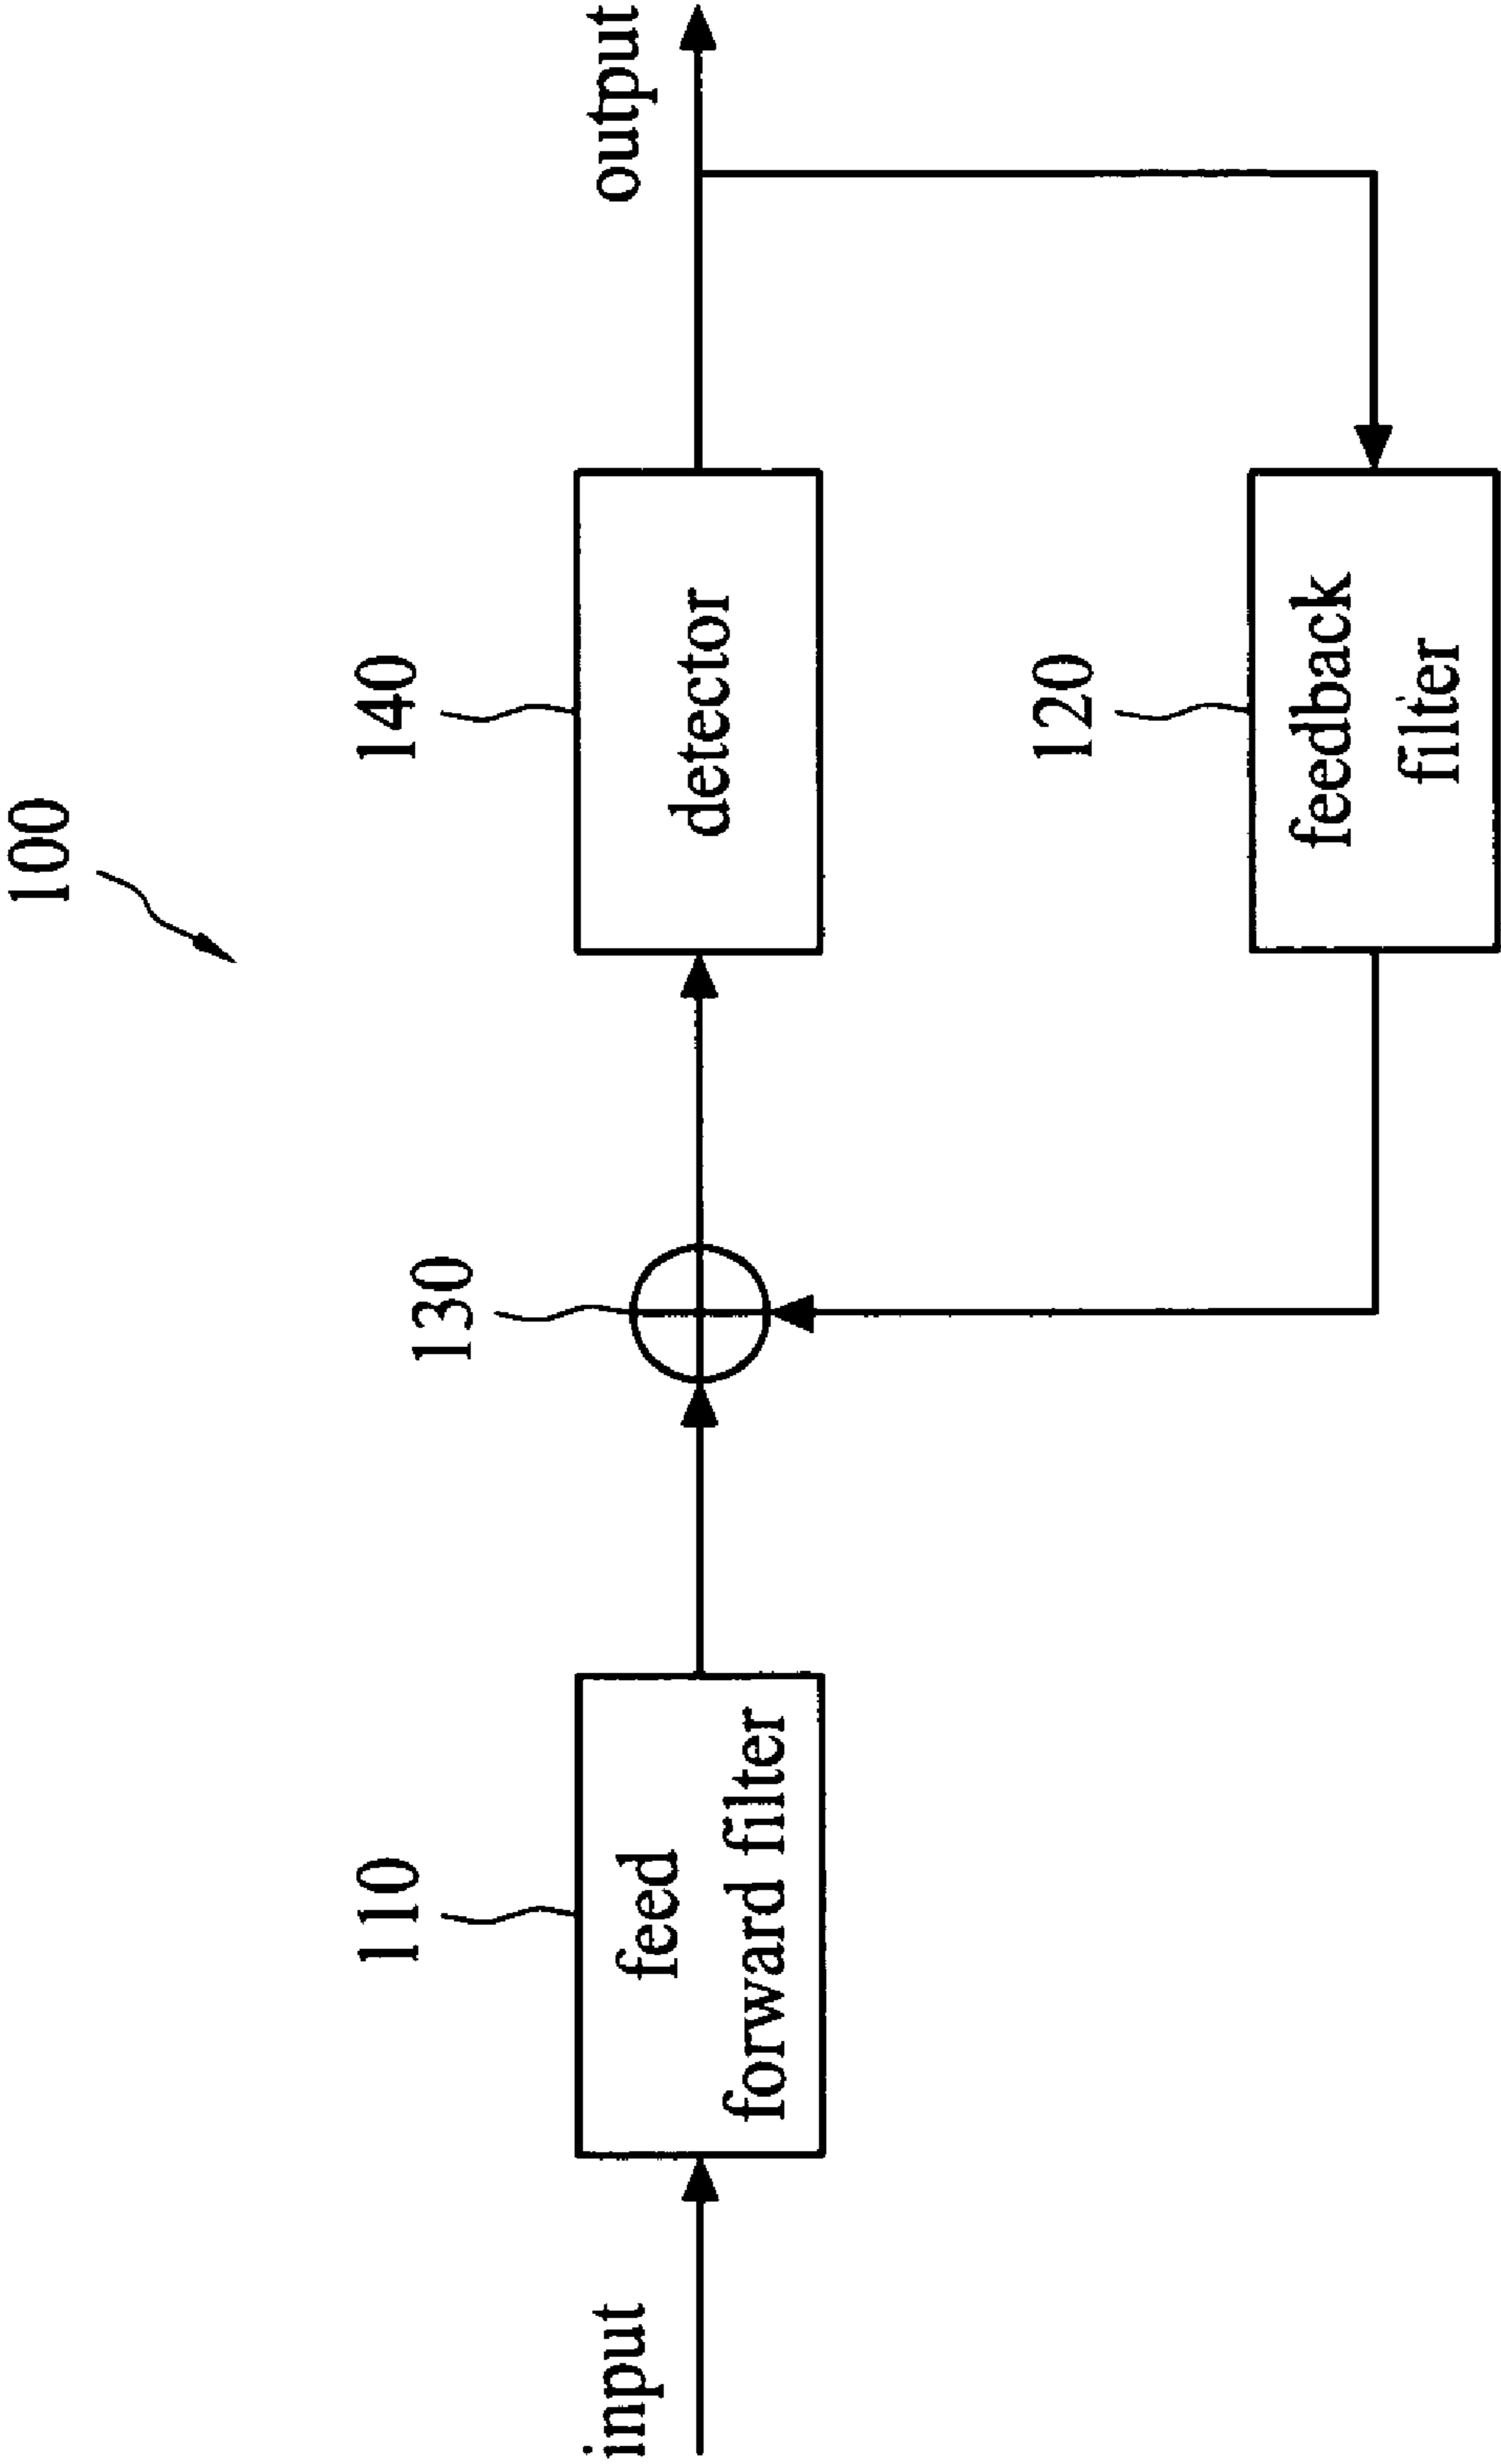 100
110
130
140
input
feed
forward filter
detector
output
120
feedback
filter